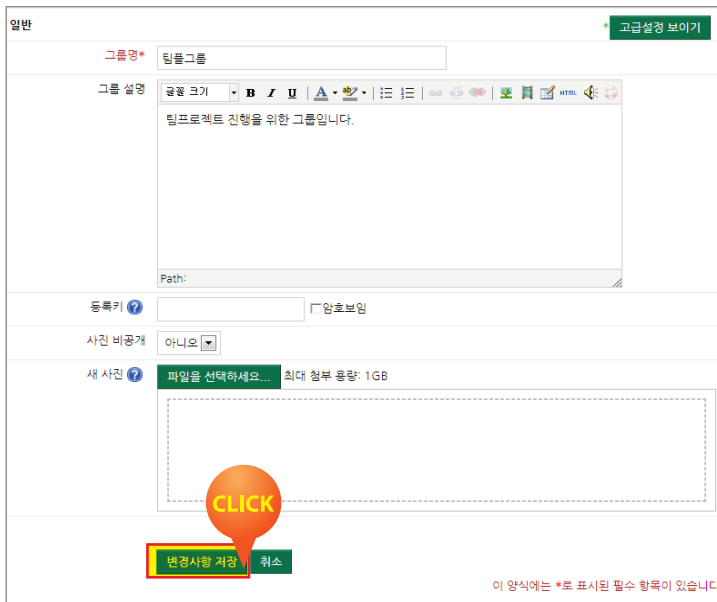 일반
* 고급설정 보이기
그룹명* 팀플그룹
그룹 설명 글꼴 크기 B I U A ab HTML
팀프로젝트 진행을 위한 그룹입니다.
Path:
등록키 ? 암호보임
사진 비공개 아니오
새 사진 ? 파일을 선택하세요... 최대 첨부 용량: 1GB
CLICK
변경사항 저장 취소
이 양식에는 *로 표시된 필수 항목이 있습니다